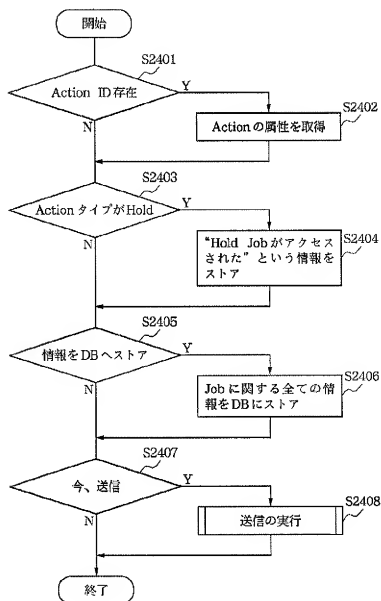 開始
S2401
Action ID存在
Y
N
S2402
Actionの属性を取得
S2403
ActionタイプがHold
Y
N
S2404
“Hold Jobがアクセス
された”という情報を
ストア
S2405
情報をDBへストア
Y
N
S2406
Jobに関する全ての情
報をDBにストア
S2407
今、送信
Y
N
S2408
送信の実行
終了